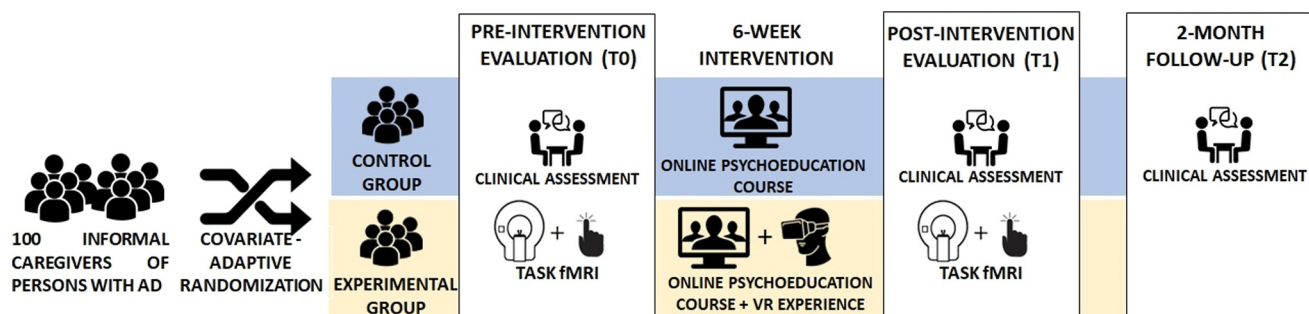 100 INFORMAL
CAREGIVERS OF
PERSONS WITH AD
COVARIATE -
ADAPTIVE
RANDOMIZATION
CONTROL
GROUP
EXPERIMENTAL
GROUP
PRE-INTERVENTION
EVALUATION (T0)
CLINICAL ASSESSMENT
+
TASK fMRI
6-WEEK
INTERVENTION
ONLINE PSYCHOEDUCATION
COURSE
+
ONLINE PSYCHOEDUCATION
COURSE + VR EXPERIENCE
POST-INTERVENTION
EVALUATION (T1)
CLINICAL ASSESSMENT
+
TASK fMRI
2-MONTH
FOLLOW-UP (T2)
CLINICAL ASSESSMENT